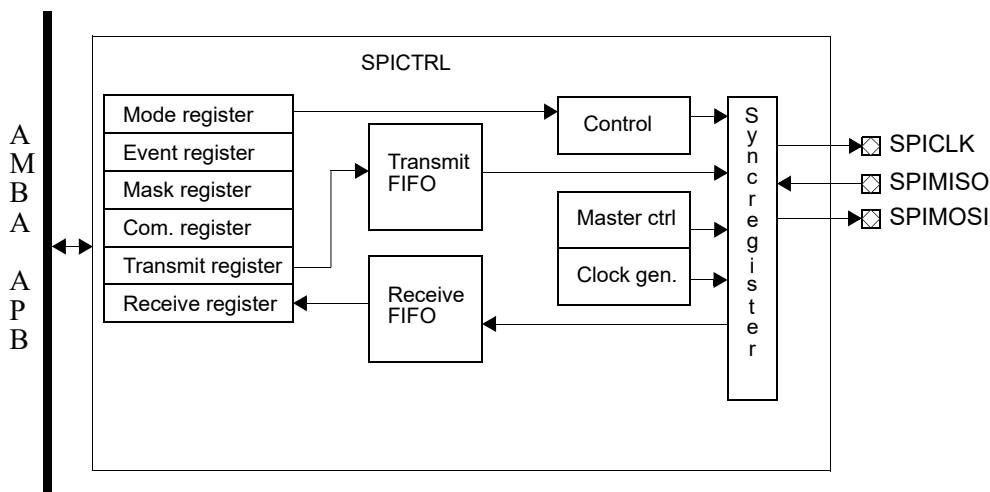 AMBA APB
SPICTRL
Mode register
Event register
Mask register
Com. register
Transmit register
Receive register
Transmit
FIFO
Receive
FIFO
Control
Master ctrl
Clock gen.
Syncregister
SPICLK
SPIMISO
SPIMOSI